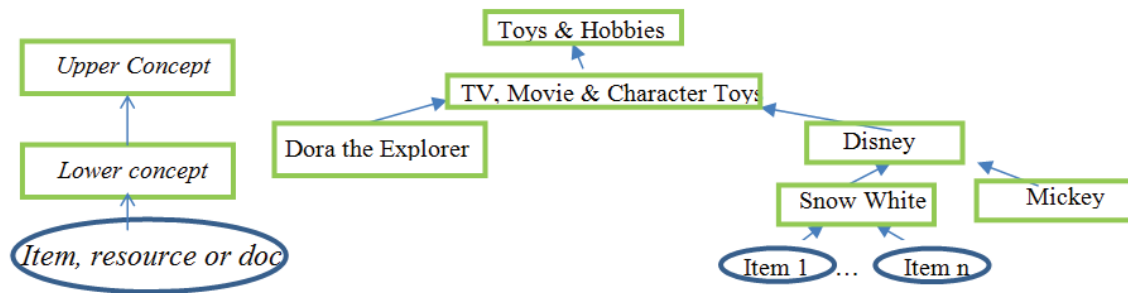 Toys & Hobbies
Upper Concept
TV, Movie & Character Toys
Dora the Explorer
Disney
Lower concept
Snow White
Mickey
Item, resource or doc
Item 1
...
Item n